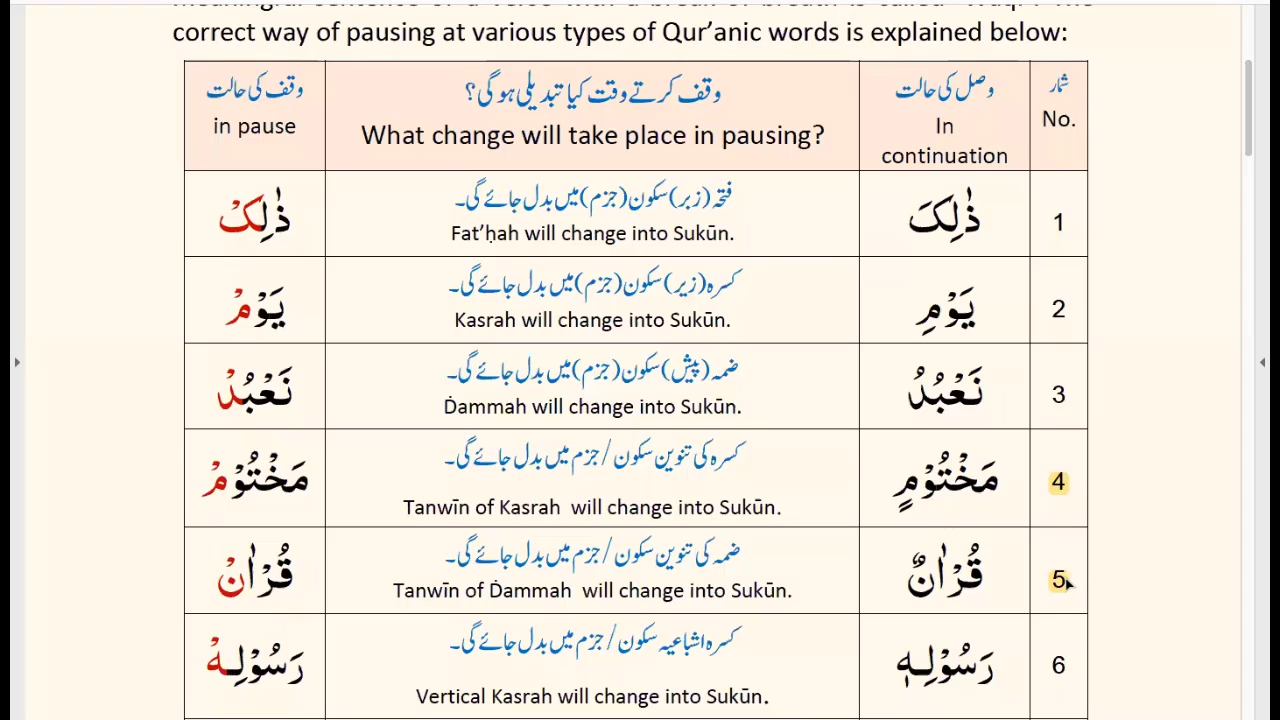 correct way of pausing at various types of Qur’anic words is explained below:
شمار
No.
وصل کی حالت
In
continuation
وقف کرتے وقت کیا تبدیلی ہوگی؟
What change will take place in pausing?
وقف کی حالت
in pause
1
ذٰلِکَ
فتحہ (زبر) سکون (جزم) میں بدل جائے گی۔
Fat’ḥah will change into Sukūn.
ذٰلِکْ
2
یَوْمِ
کسرہ (زیر) سکون (جزم) میں بدل جائے گی۔
Kasrah will change into Sukūn.
یَوْمْ
3
نَعْبُدُ
ضمہ (پیش) سکون (جزم) میں بدل جائے گی۔
Ḋammah will change into Sukūn.
نَعْبُدْ
4
مَخْتُوْمٍ
کسرہ کی تنوین سکون / جزم میں بدل جائے گی۔
Tanwīn of Kasrah will change into Sukūn.
مَخْتُوْمْ
5
قُرْاٰنٌ
ضمہ کی تنوین سکون / جزم میں بدل جائے گی۔
Tanwīn of Ḋammah will change into Sukūn.
قُرْاٰنْ
6
رَسُوْلِہٖ
کسرہ اشباعیہ سکون / جزم میں بدل جائے گی۔
Vertical Kasrah will change into Sukūn.
رَسُوْلِہْ